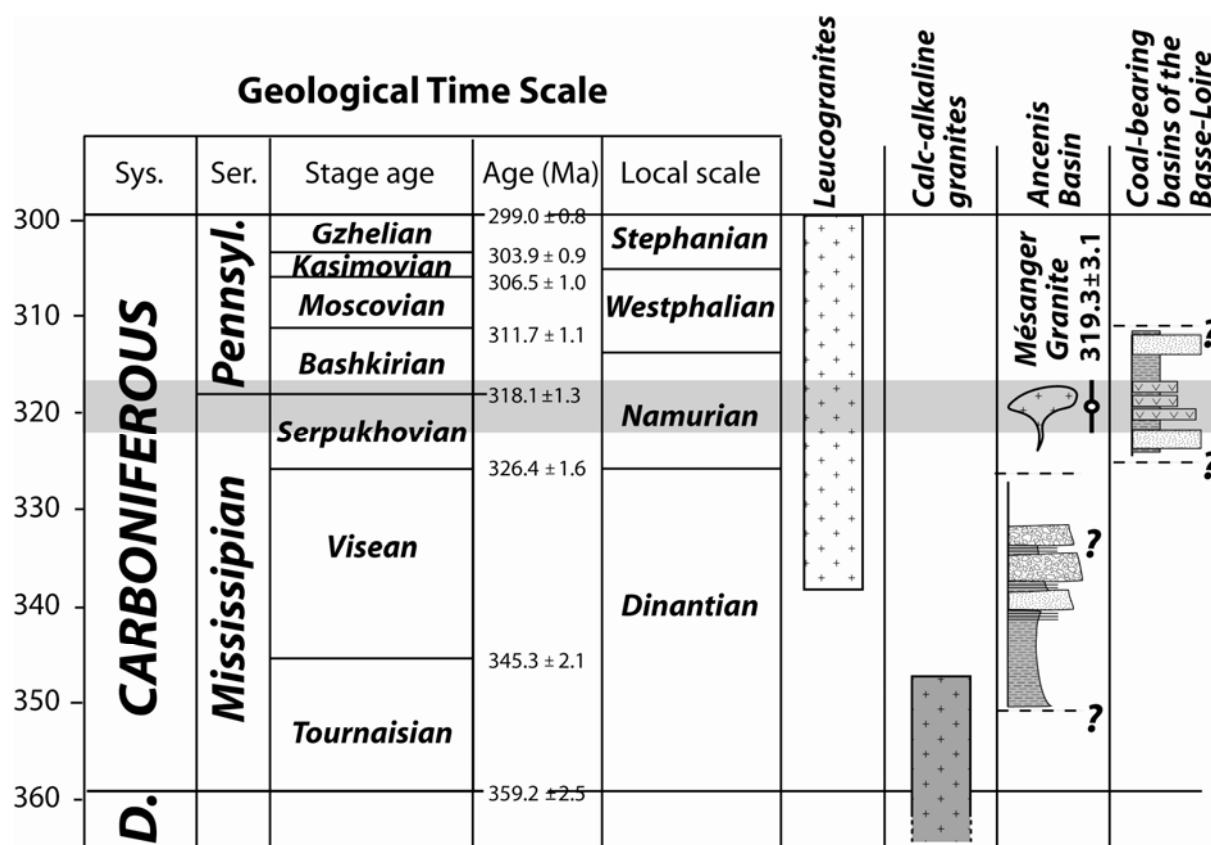 Geological Time Scale
Leucogranites
Calc-alkaline
granites
Ancenis
Basin
Coal-bearing
basins of the
Basse-Loire
Sys.
Ser.
Stage age
Age (Ma)
Local scale
300
310
320
330
340
350
360
CARBONIFEROUS
D.
Pennsyl.
Mississipian
Gzhelian
Kasimovian
Moscovian
Bashkirian
Serpukhovian
Visean
Tournaisian
299.0 ±0.8
303.9 ± 0.9
306.5 ± 1.0
311.7 ± 1.1
318.1 ±1.3
326.4 ± 1.6
345.3 ± 2.1
359.2 ±2.5
Stephanian
Westphalian
Namurian
Dinantian
Mésanger
Granite
319.3±3.1
?
?
?
?